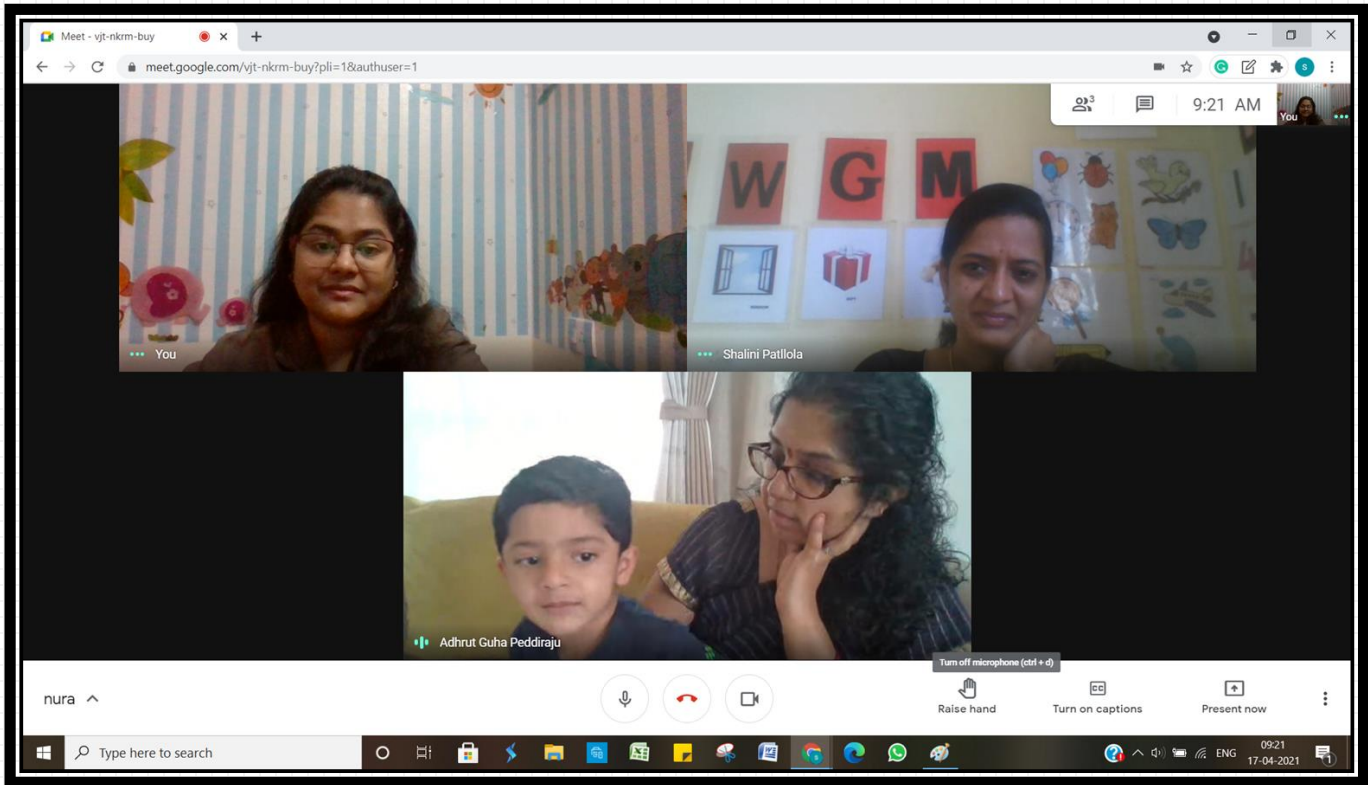 Meet - vjt-nkrm-buy
meet.google.com/vjt-nkrm-buy?pli=1&authuser=1
S
3
9:21 AM
You
W G M
You
Shalini Patllola
Adhrut Guha Peddiraju
Turn off microphone (ctrl + d)
nura
CC
Raise hand
Turn on captions
Present now
Type here to search
ENG
09:21
17-04-2021
1